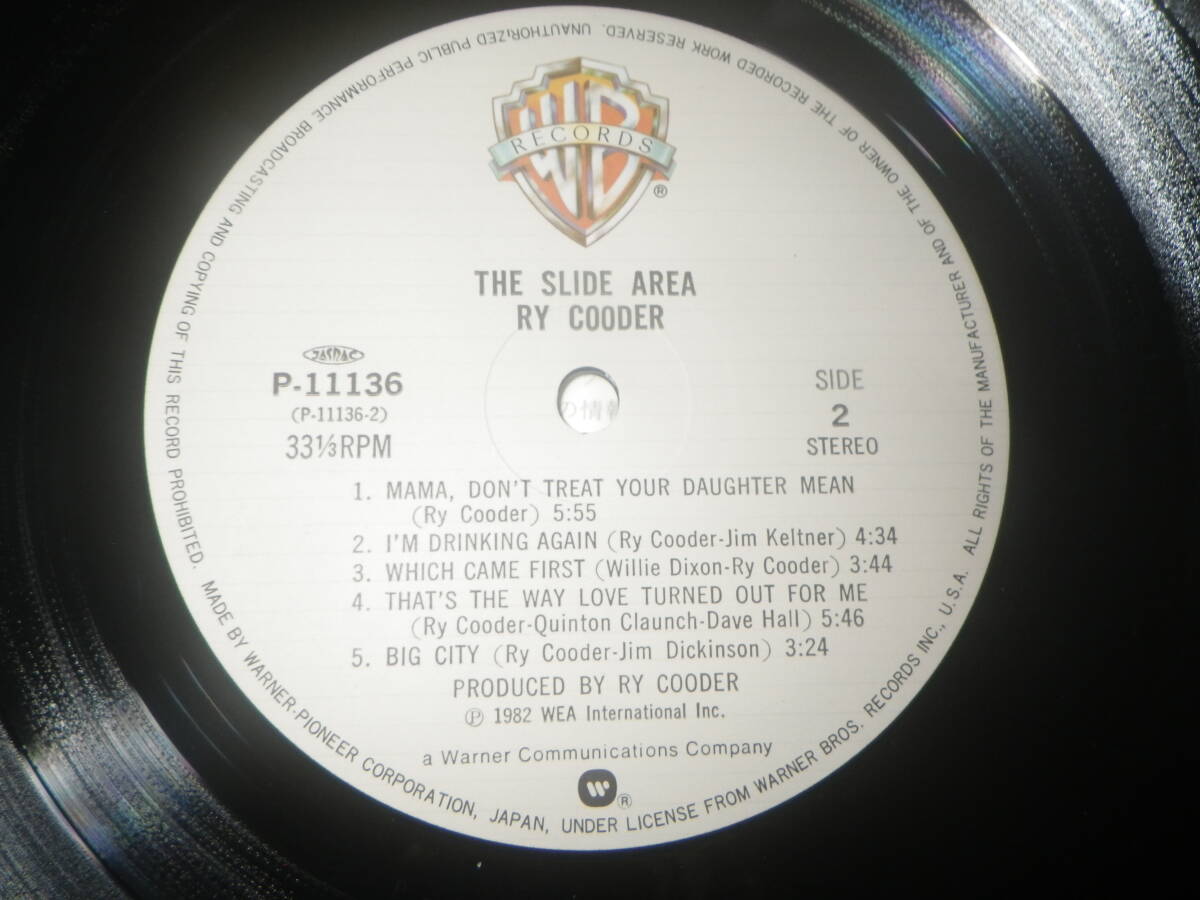 WB
RECORDS
®
THE SLIDE AREA
RY COODER
JASRAC
P-11136
(P-11136-2)
33⅓RPM
SIDE
2
STEREO
の情報
1. MAMA, DON'T TREAT YOUR DAUGHTER MEAN
(Ry Cooder) 5:55
2. I'M DRINKING AGAIN (Ry Cooder-Jim Keltner) 4:34
3. WHICH CAME FIRST (Willie Dixon-Ry Cooder) 3:44
4. THAT'S THE WAY LOVE TURNED OUT FOR ME
(Ry Cooder-Quinton Claunch-Dave Hall) 5:46
5. BIG CITY (Ry Cooder-Jim Dickinson) 3:24
PRODUCED BY RY COODER
℗ 1982 WEA International Inc.
a Warner Communications Company
®
MADE BY WARNER-PIONEER CORPORATION, JAPAN, UNDER LICENSE FROM WARNER BROS. RECORDS INC., U.S.A. ALL RIGHTS OF THE MANUFACTURER AND OF THE OWNER OF THE RECORDED WORK RESERVED. UNAUTHORIZED PUBLIC PERFORMANCE BROADCASTING AND COPYING OF THIS RECORD PROHIBITED.